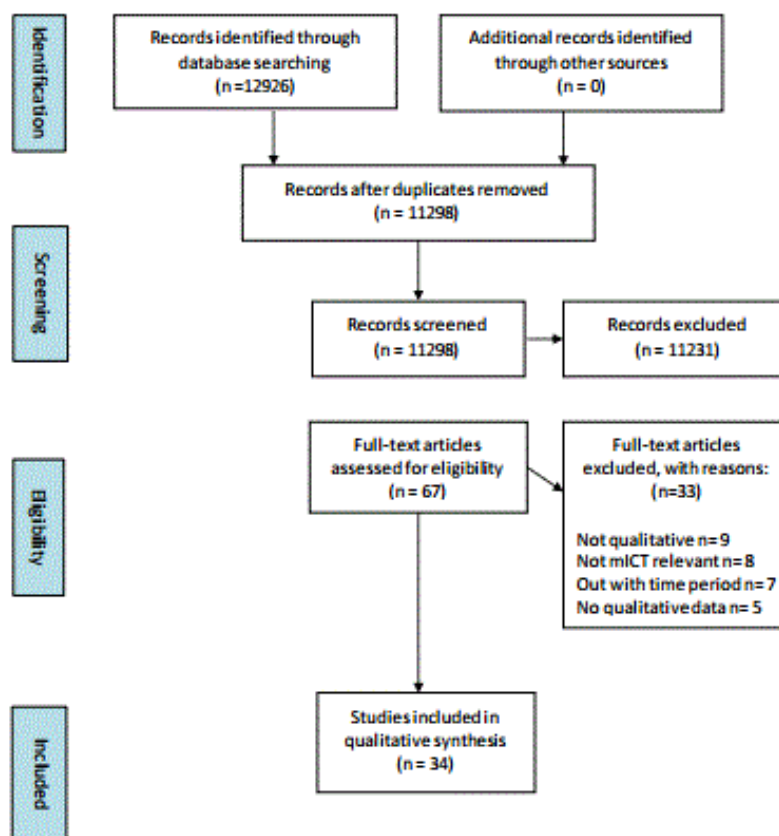 Identification
Records identified through
database searching
(n =12926)
Additional records identified
through other sources
(n = 0)
Records after duplicates removed
(n = 11298)
Screening
Records screened
(n = 11298)
Records excluded
(n = 11231)
Eligibility
Full-text articles
assessed for eligibility
(n = 67)
Full-text articles
excluded, with reasons:
(n=33)
Not qualitative n= 9
Not mICT relevant n= 8
Out with time period n= 7
No qualitative data n= 5
Included
Studies included in
qualitative synthesis
(n = 34)